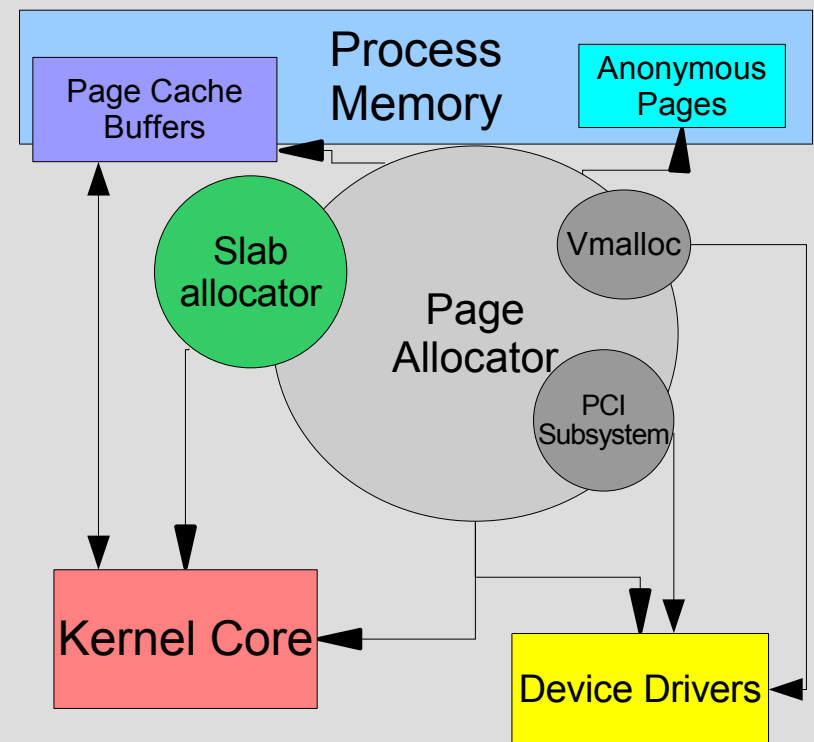 Process
Memory
Page Cache
Buffers
Anonymous
Pages
Slab
allocator
Vmalloc
Page
Allocator
PCI
Subsystem
Kernel Core
Device Drivers